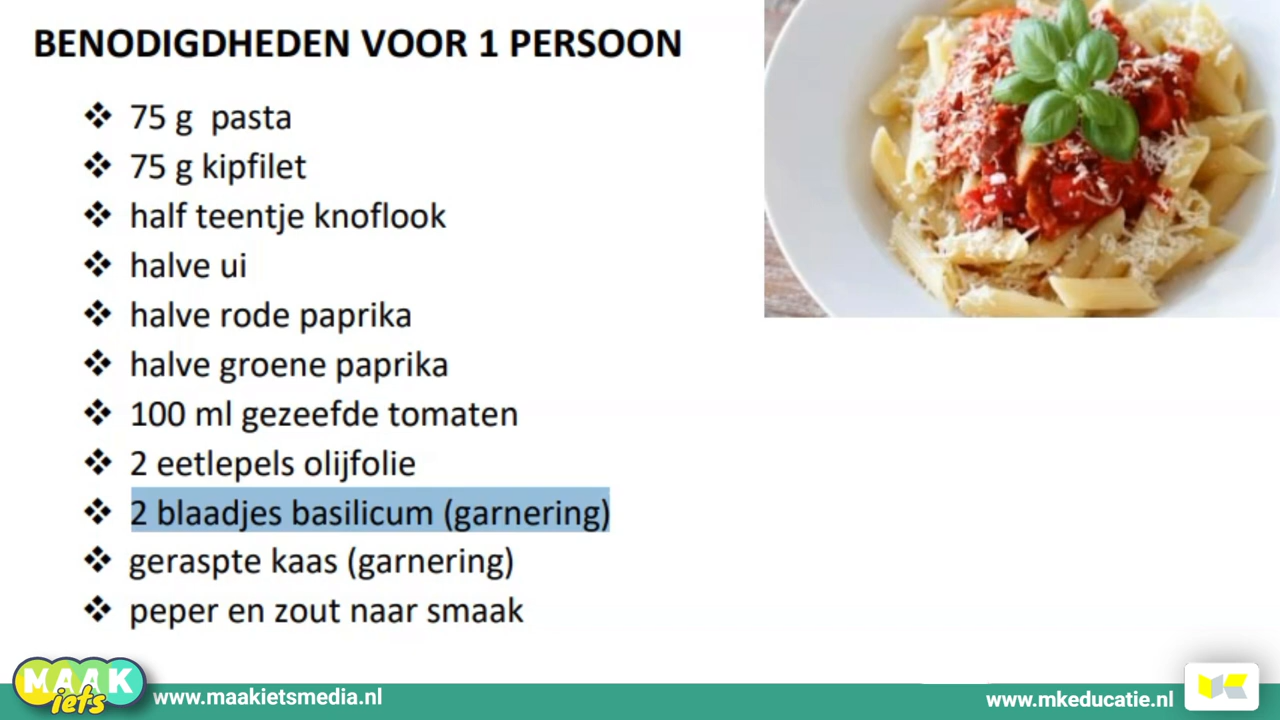 BENODIGDHEDEN VOOR 1 PERSOON
❖ 75 g  pasta
❖ 75 g kipfilet
❖ half teentje knoflook
❖ halve ui
❖ halve rode paprika
❖ halve groene paprika
❖ 100 ml gezeefde tomaten
❖ 2 eetlepels olijfolie
❖ 2 blaadjes basilicum (garnering)
❖ geraspte kaas (garnering)
❖ peper en zout naar smaak
MAAK
iets
www.maakietsmedia.nl
www.mkeducatie.nl